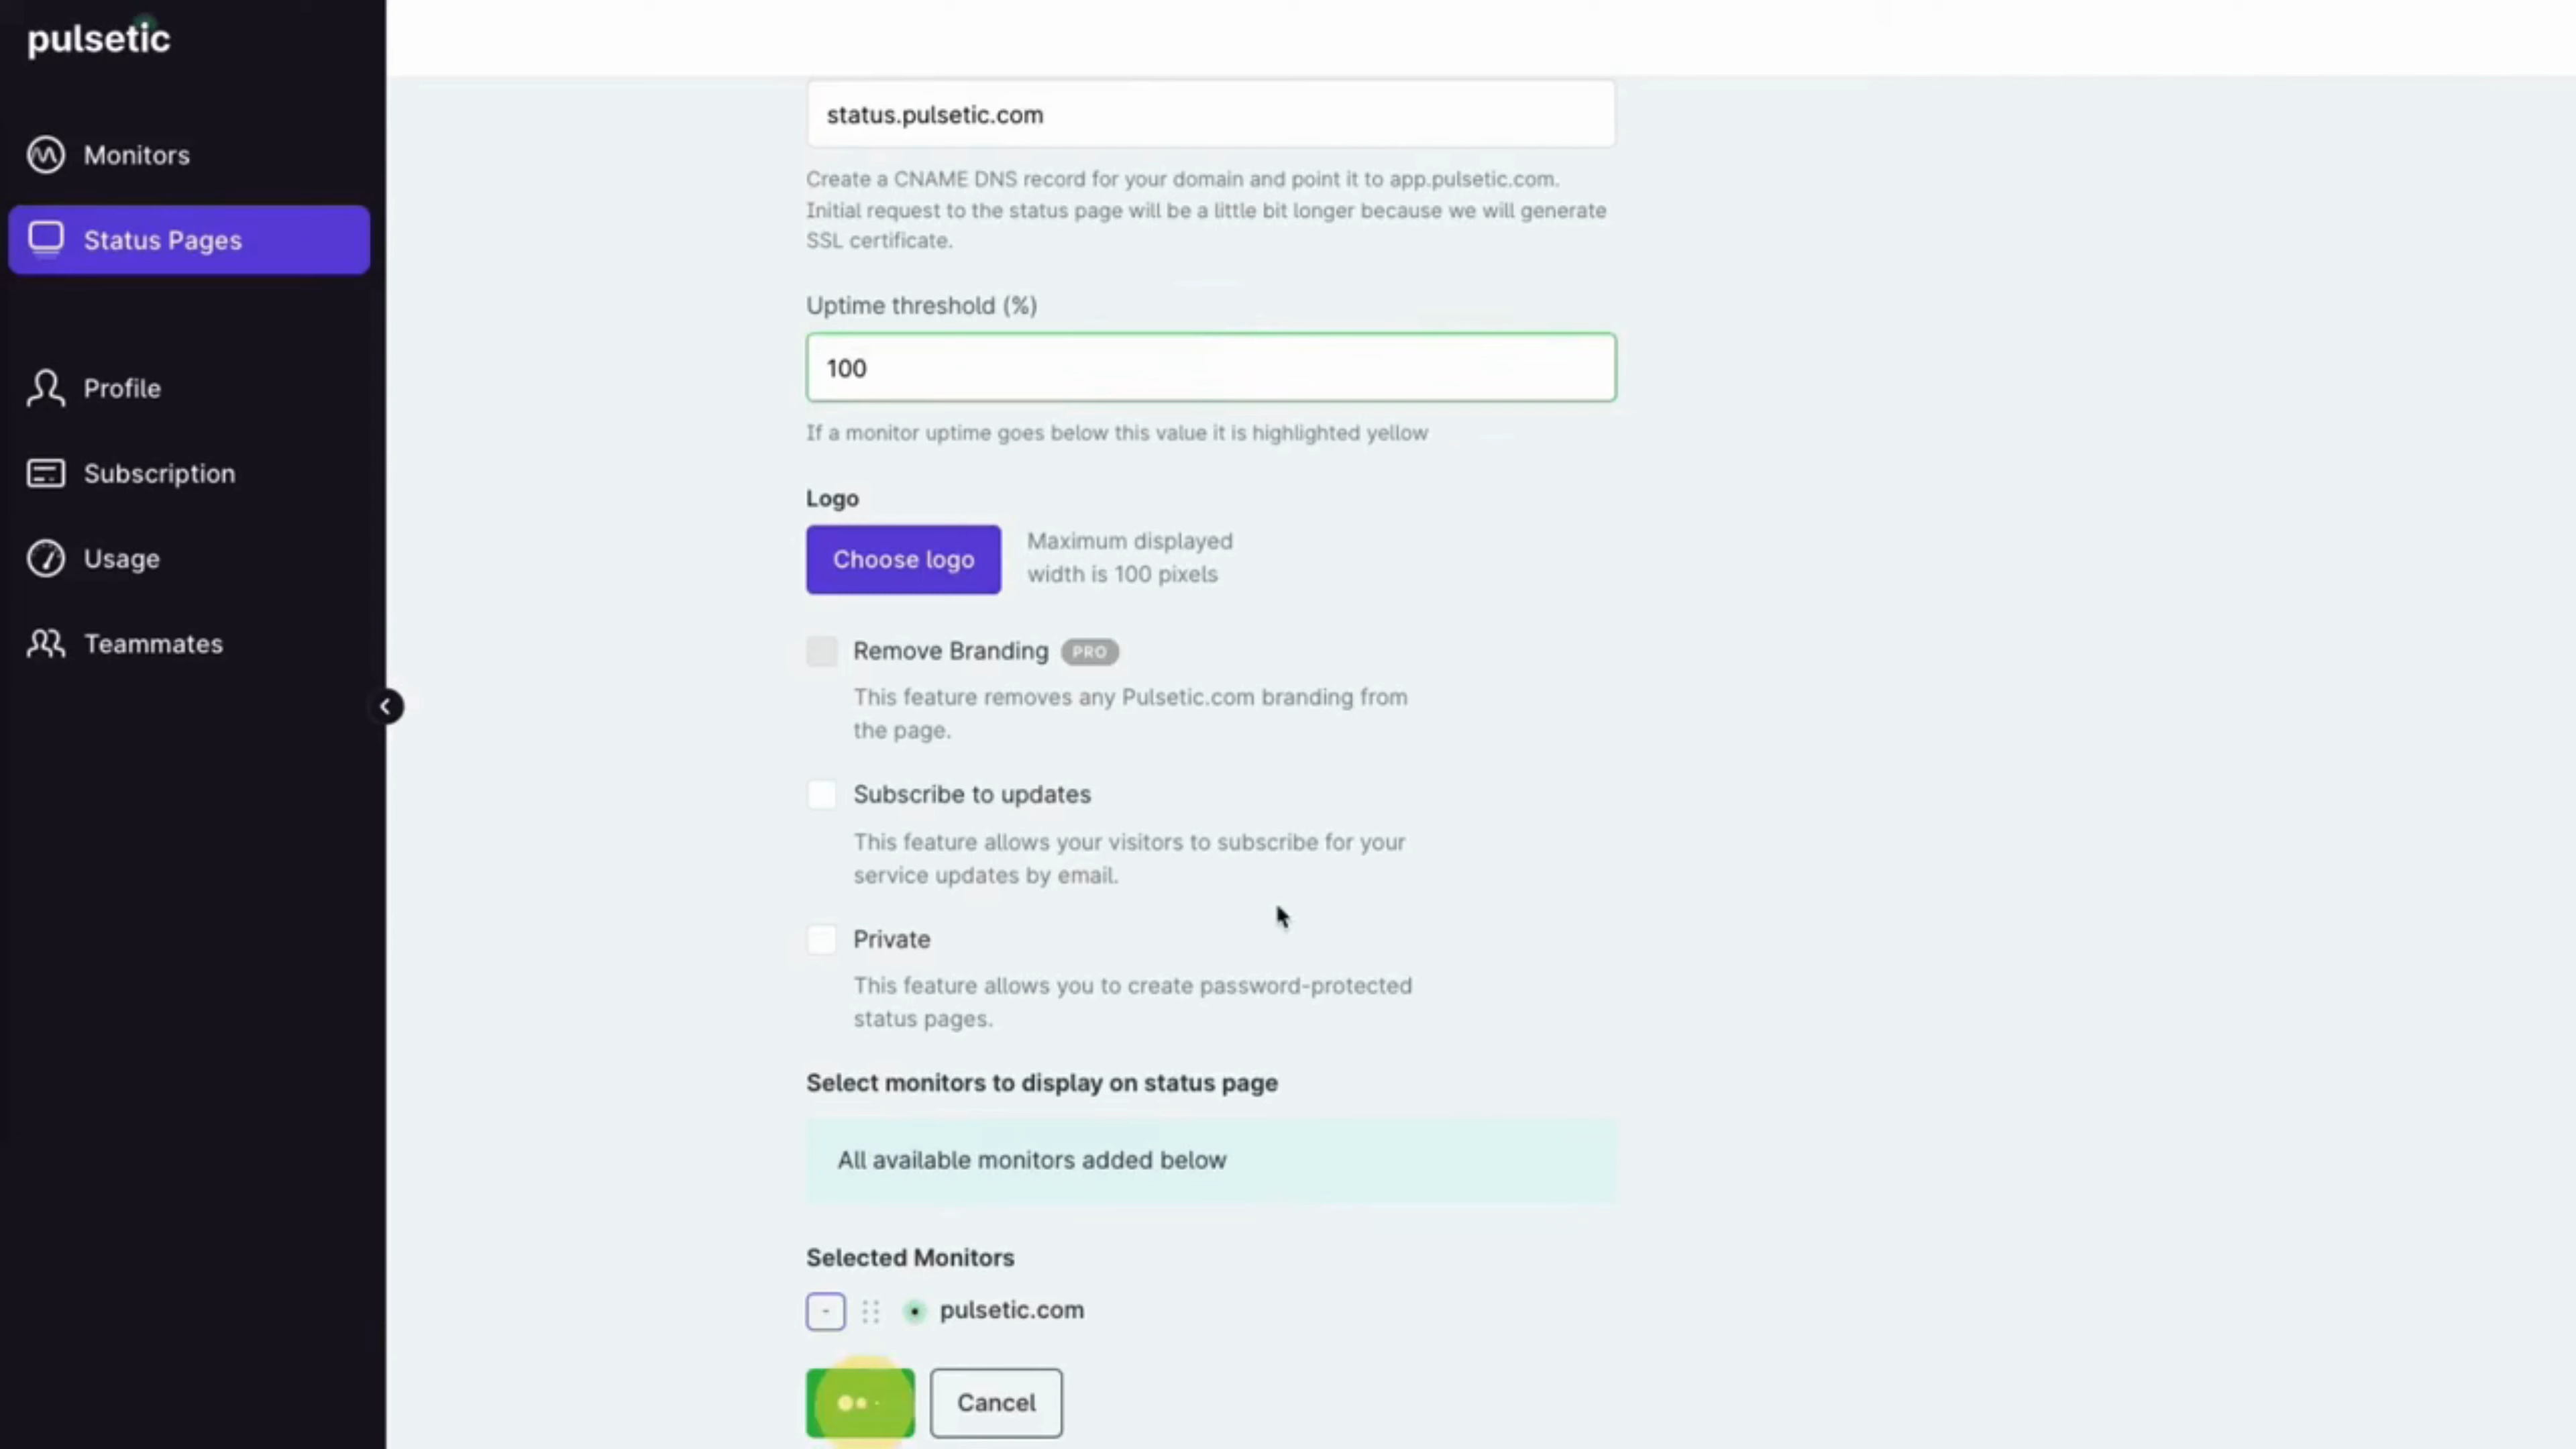 pulsetic
Monitors
Status Pages
Profile
Subscription
Usage
Teammates
status.pulsetic.com
Create a CNAME DNS record for your domain and point it to app.pulsetic.com.
Initial request to the status page will be a little bit longer because we will generate
SSL certificate.
Uptime threshold (%)
100
If a monitor uptime goes below this value it is highlighted yellow
Logo
Choose logo
Maximum displayed
width is 100 pixels
Remove Branding PRO
This feature removes any Pulsetic.com branding from
the page.
Subscribe to updates
This feature allows your visitors to subscribe for your
service updates by email.
Private
This feature allows you to create password-protected
status pages.
Select monitors to display on status page
All available monitors added below
Selected Monitors
- pulsetic.com
Cancel